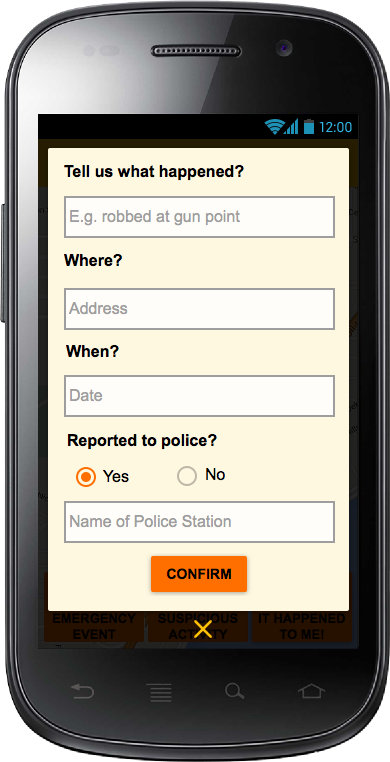 12:00
Tell us what happened?
E.g. robbed at gun point
Where?
Address
When?
Date
Reported to police?
Yes
No
Name of Police Station
CONFIRM
EMERGENCY
EVENT
SUSPICIOUS
ACTIVITY
IT HAPPENED
TO ME!